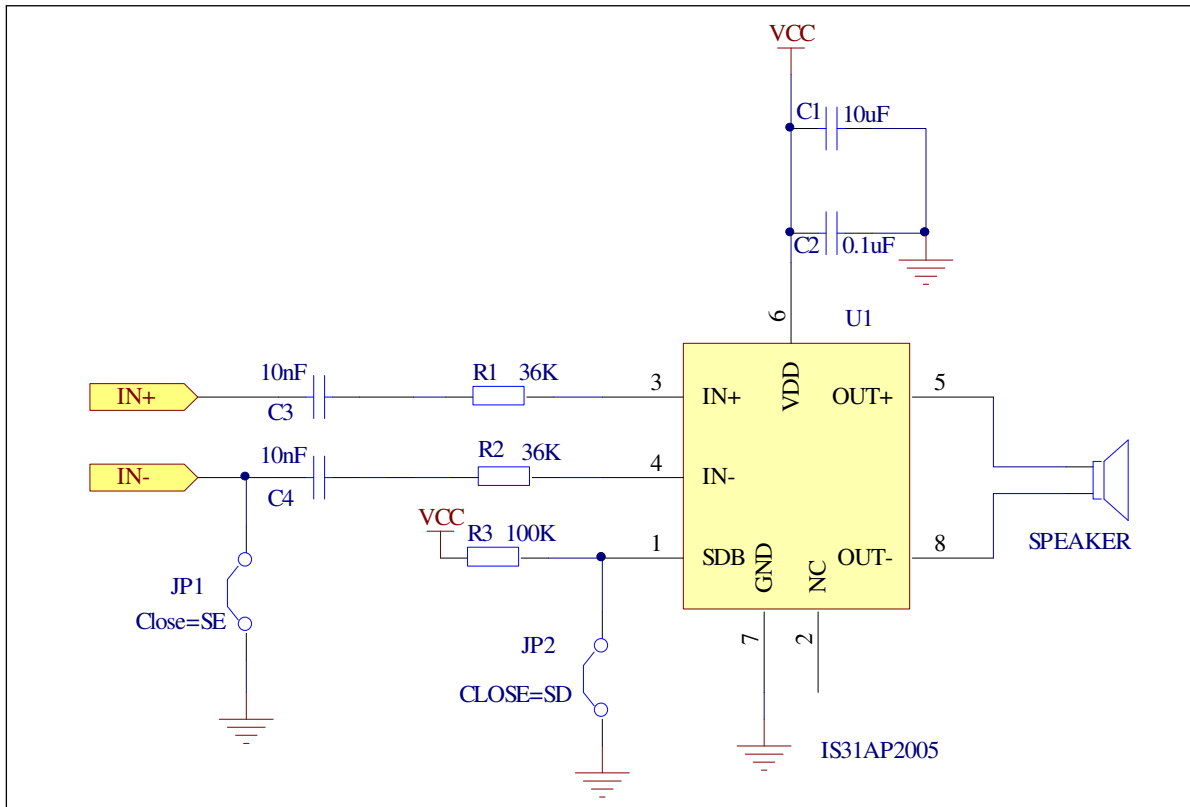 VCC
C1 10uF
C2 0.1uF
6
U1
10nF
C3
R1 36K
3
IN+
IN+
VDD
OUT+
5
10nF
C4
R2 36K
4
IN-
IN-
VCC
R3 100K
1
SDB
GND
NC
OUT-
8
SPEAKER
JP1
Close=SE
JP2
CLOSE=SD
7
2
IS31AP2005